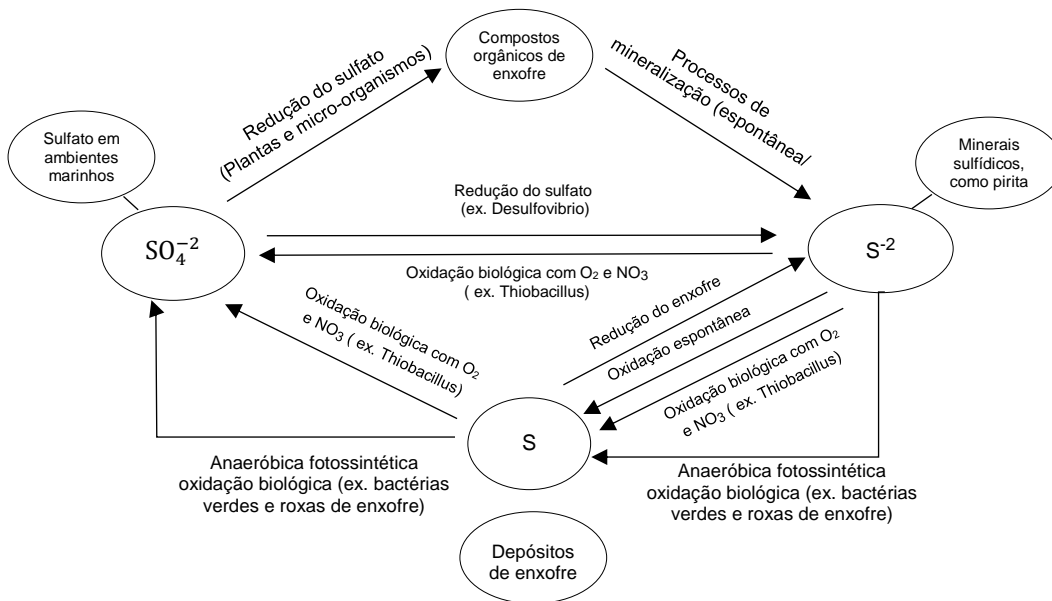 Compostos
orgânicos de
enxofre
Redução do sulfato
(Plantas e micro-organismos)
Processos de
mineralização (espontânea/
Sulfato em
ambientes
marinhos
Minerais
sulfídicos,
como pirita
Redução do sulfato
(ex. Desulfovibrio)
SO₄⁻²
S⁻²
Oxidação biológica com O₂ e NO₃
( ex. Thiobacillus)
Oxidação biológica com O₂
e NO₃ ( ex. Thiobacillus)
Redução do enxofre
Oxidação espontânea
Oxidação biológica com O₂
e NO₃ ( ex. Thiobacillus)
S
Anaeróbica fotossintética
oxidação biológica (ex. bactérias
verdes e roxas de enxofre)
Anaeróbica fotossintética
oxidação biológica (ex. bactérias
verdes e roxas de enxofre)
Depósitos
de enxofre